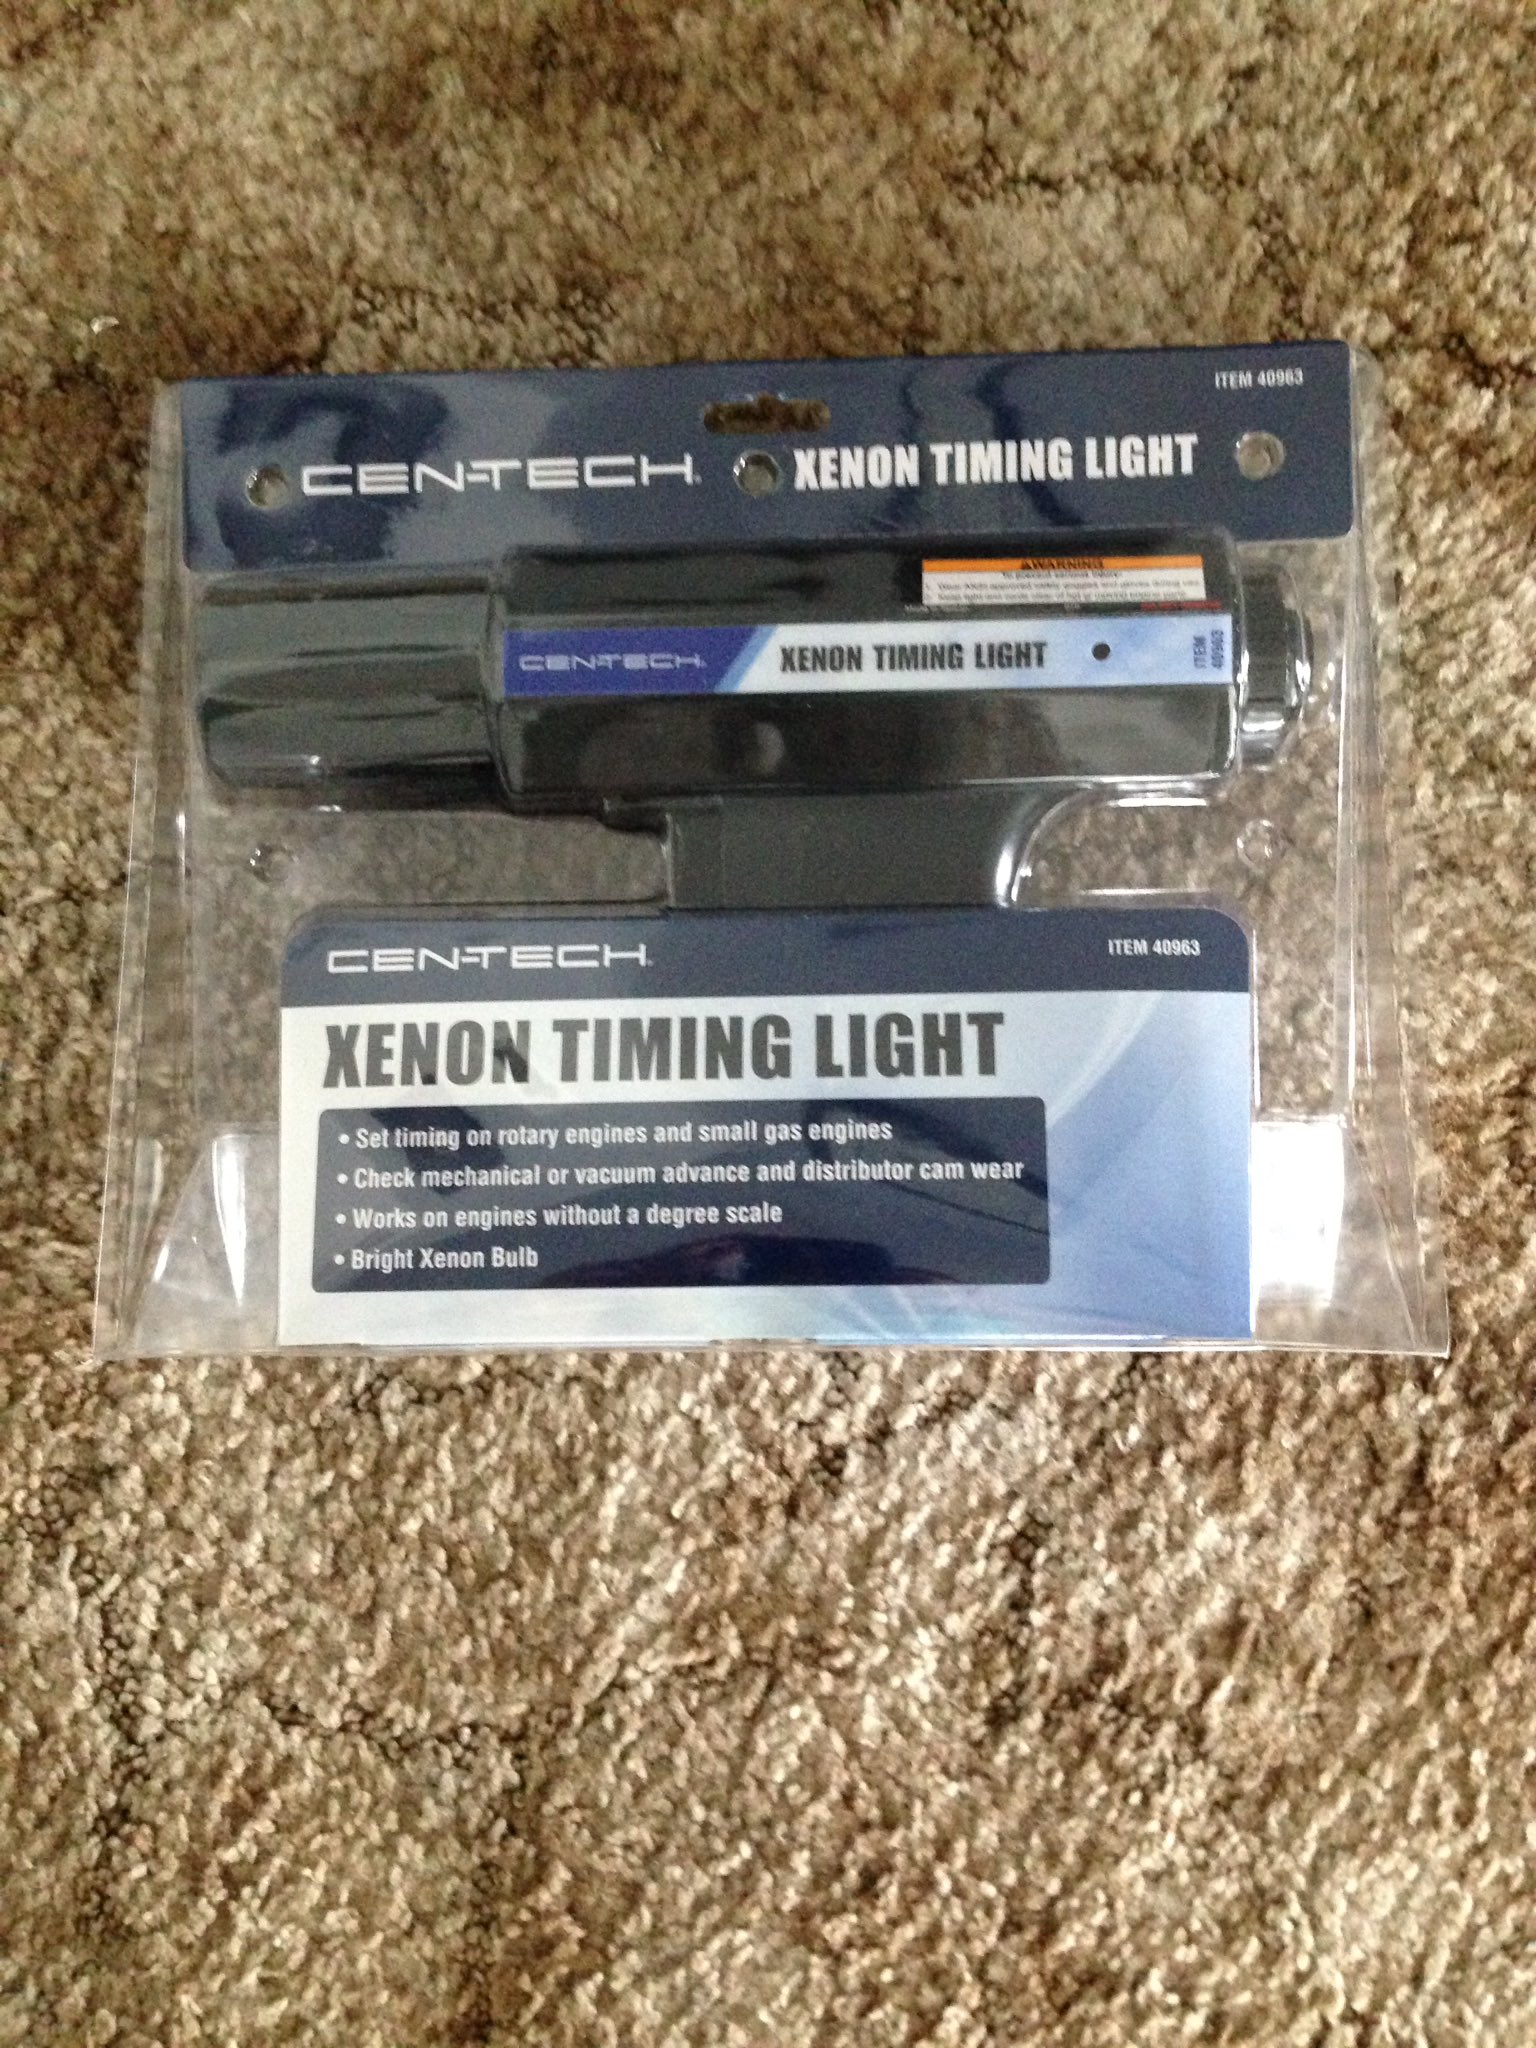 ITEM 40963
CEN-TECH® XENON TIMING LIGHT
WARNING
CEN-TECH® XENON TIMING LIGHT
ITEM
40963
CEN-TECH
ITEM 40963
XENON TIMING LIGHT
• Set timing on rotary engines and small gas engines
• Check mechanical or vacuum advance and distributor cam wear
• Works on engines without a degree scale
• Bright Xenon Bulb